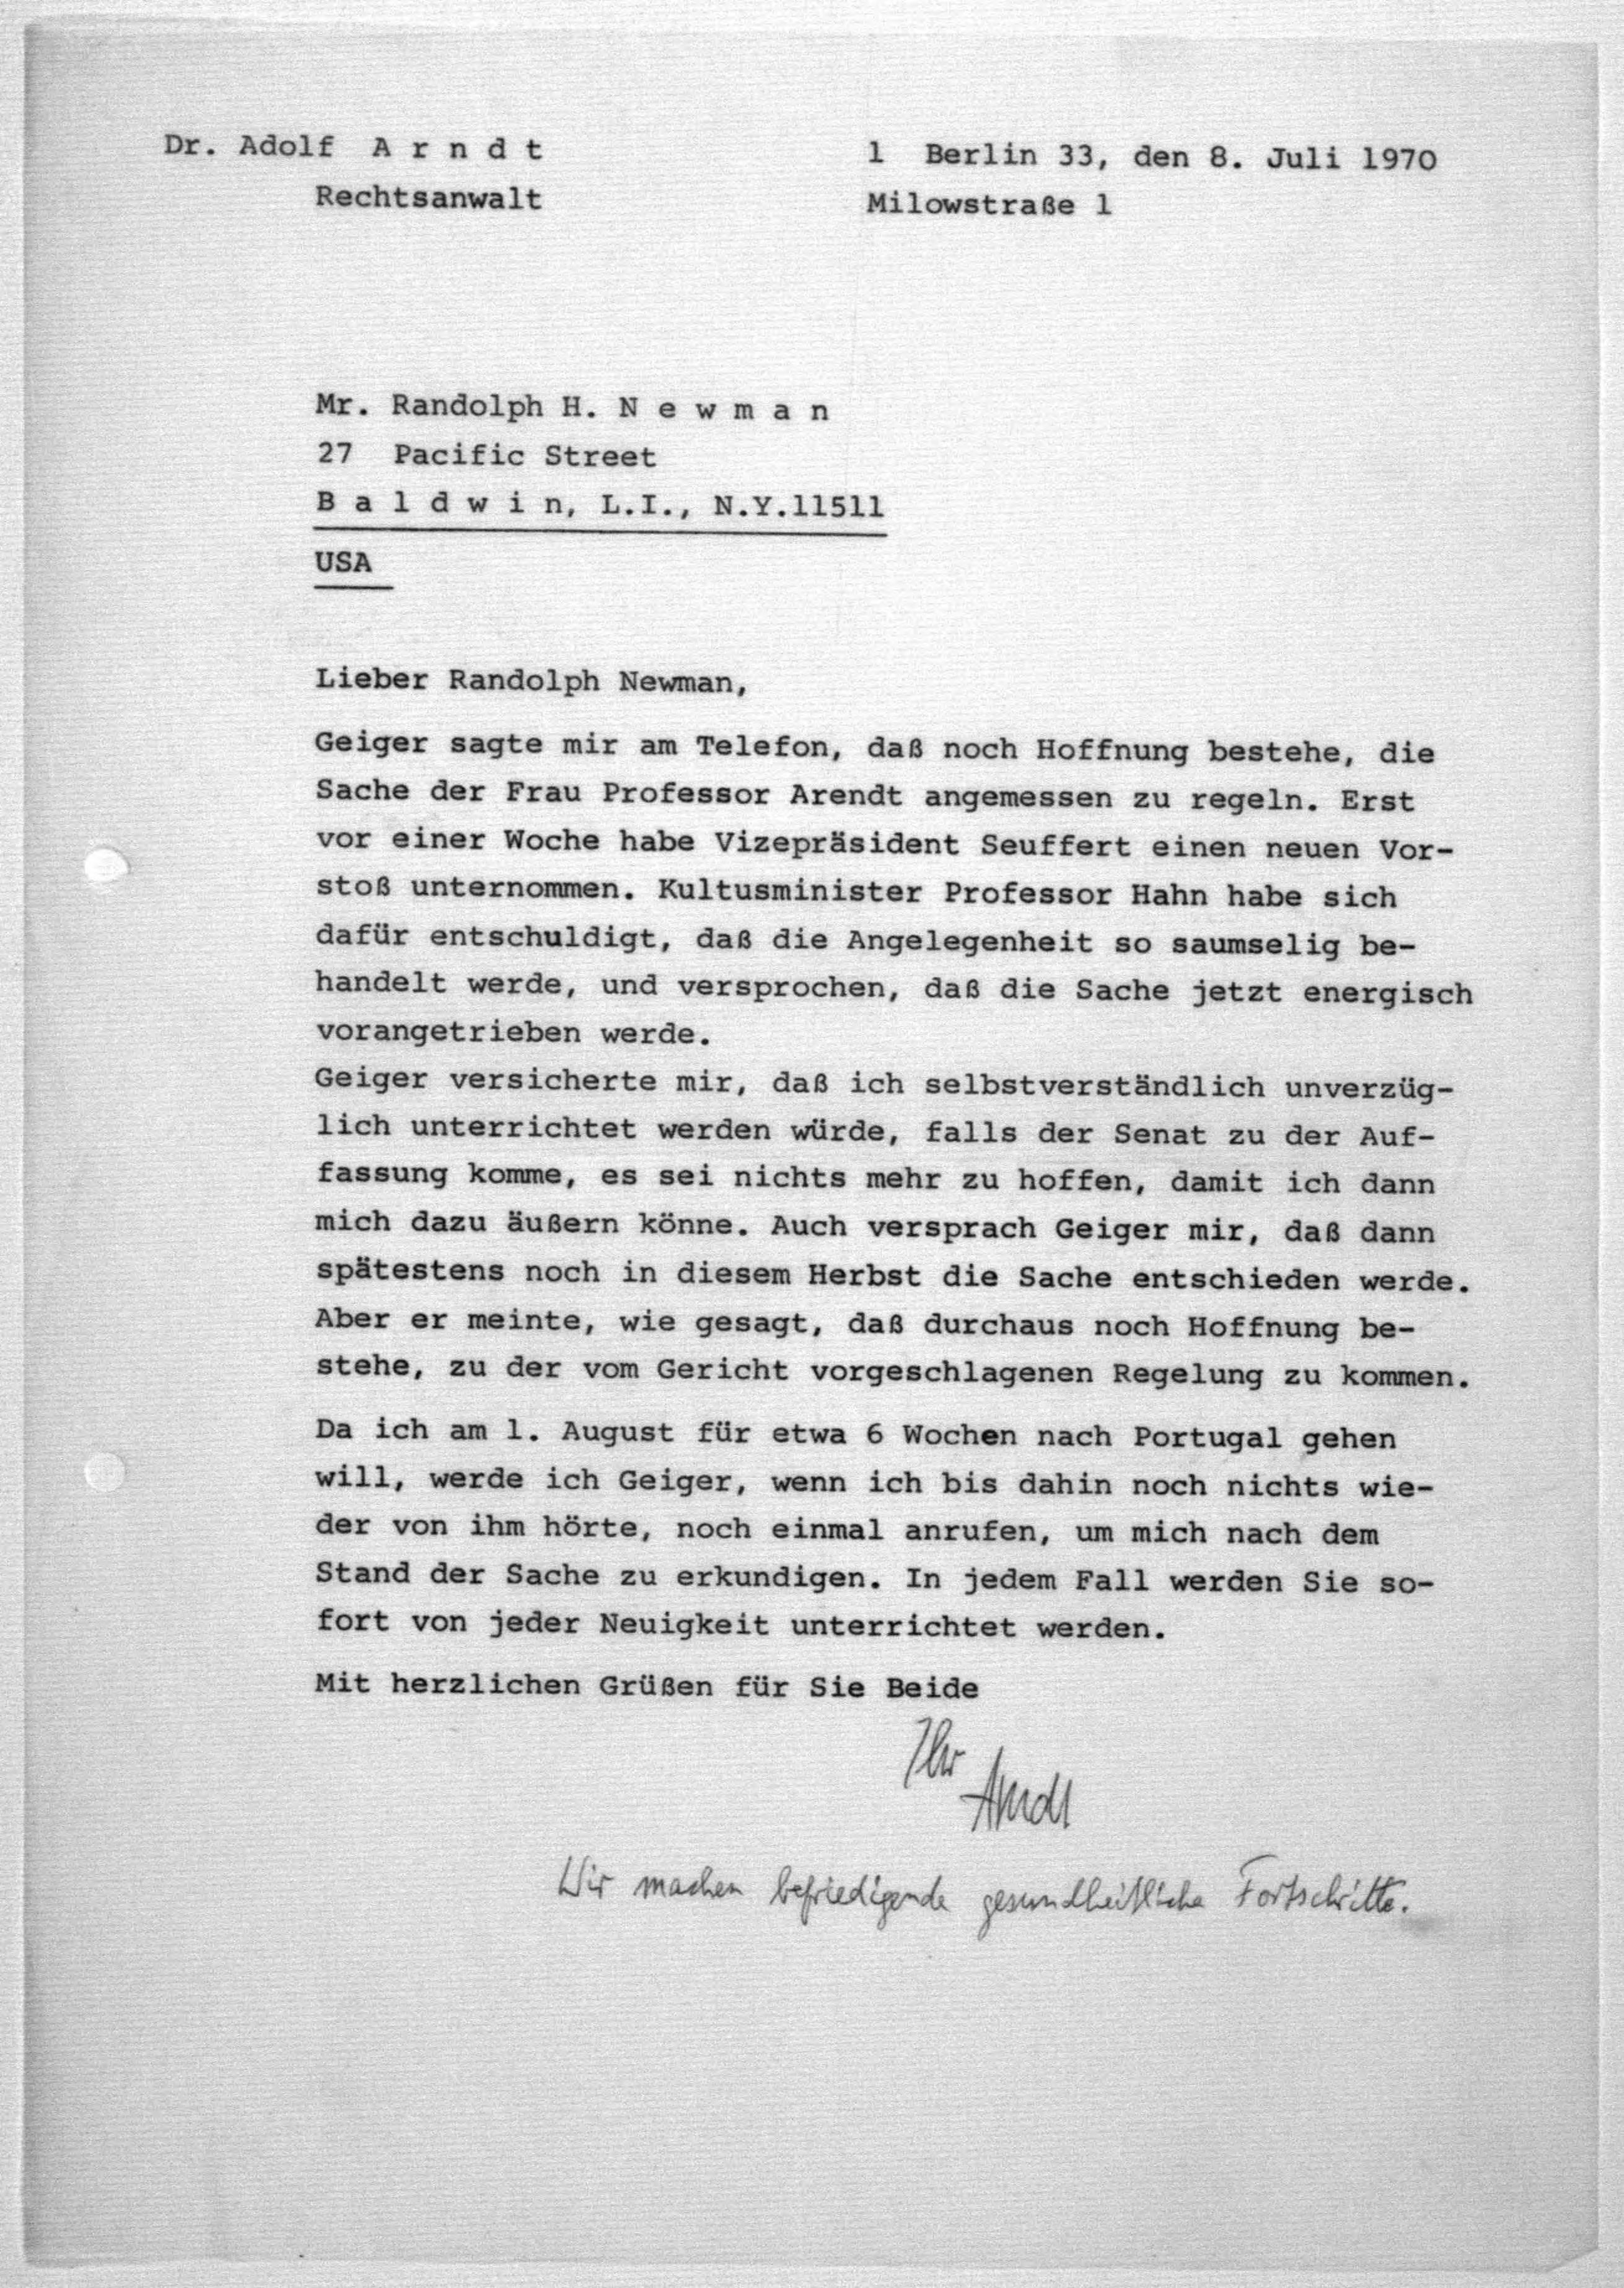 Dr. Adolf A r n d t
Rechtsanwalt
1 Berlin 33, den 8. Juli 1970
Milowstraße 1
Mr. Randolph H. N e w m a n
27 Pacific Street
B a l d w i n, L.I., N.Y.11511
USA
Lieber Randolph Newman,
Geiger sagte mir am Telefon, daß noch Hoffnung bestehe, die
Sache der Frau Professor Arendt angemessen zu regeln. Erst
vor einer Woche habe Vizepräsident Seuffert einen neuen Vor-
stoß unternommen. Kultusminister Professor Hahn habe sich
dafür entschuldigt, daß die Angelegenheit so saumselig be-
handelt werde, und versprochen, daß die Sache jetzt energisch
vorangetrieben werde.
Geiger versicherte mir, daß ich selbstverständlich unverzüg-
lich unterrichtet werden würde, falls der Senat zu der Auf-
fassung komme, es sei nichts mehr zu hoffen, damit ich dann
mich dazu äußern könne. Auch versprach Geiger mir, daß dann
spätestens noch in diesem Herbst die Sache entschieden werde.
Aber er meinte, wie gesagt, daß durchaus noch Hoffnung be-
stehe, zu der vom Gericht vorgeschlagenen Regelung zu kommen.
Da ich am 1. August für etwa 6 Wochen nach Portugal gehen
will, werde ich Geiger, wenn ich bis dahin noch nichts wie-
der von ihm hörte, noch einmal anrufen, um mich nach dem
Stand der Sache zu erkundigen. In jedem Fall werden Sie so-
fort von jeder Neuigkeit unterrichtet werden.
Mit herzlichen Grüßen für Sie Beide
Ihr
Arndt
Wir machen befriedigende gesundheitliche Fortschritte.